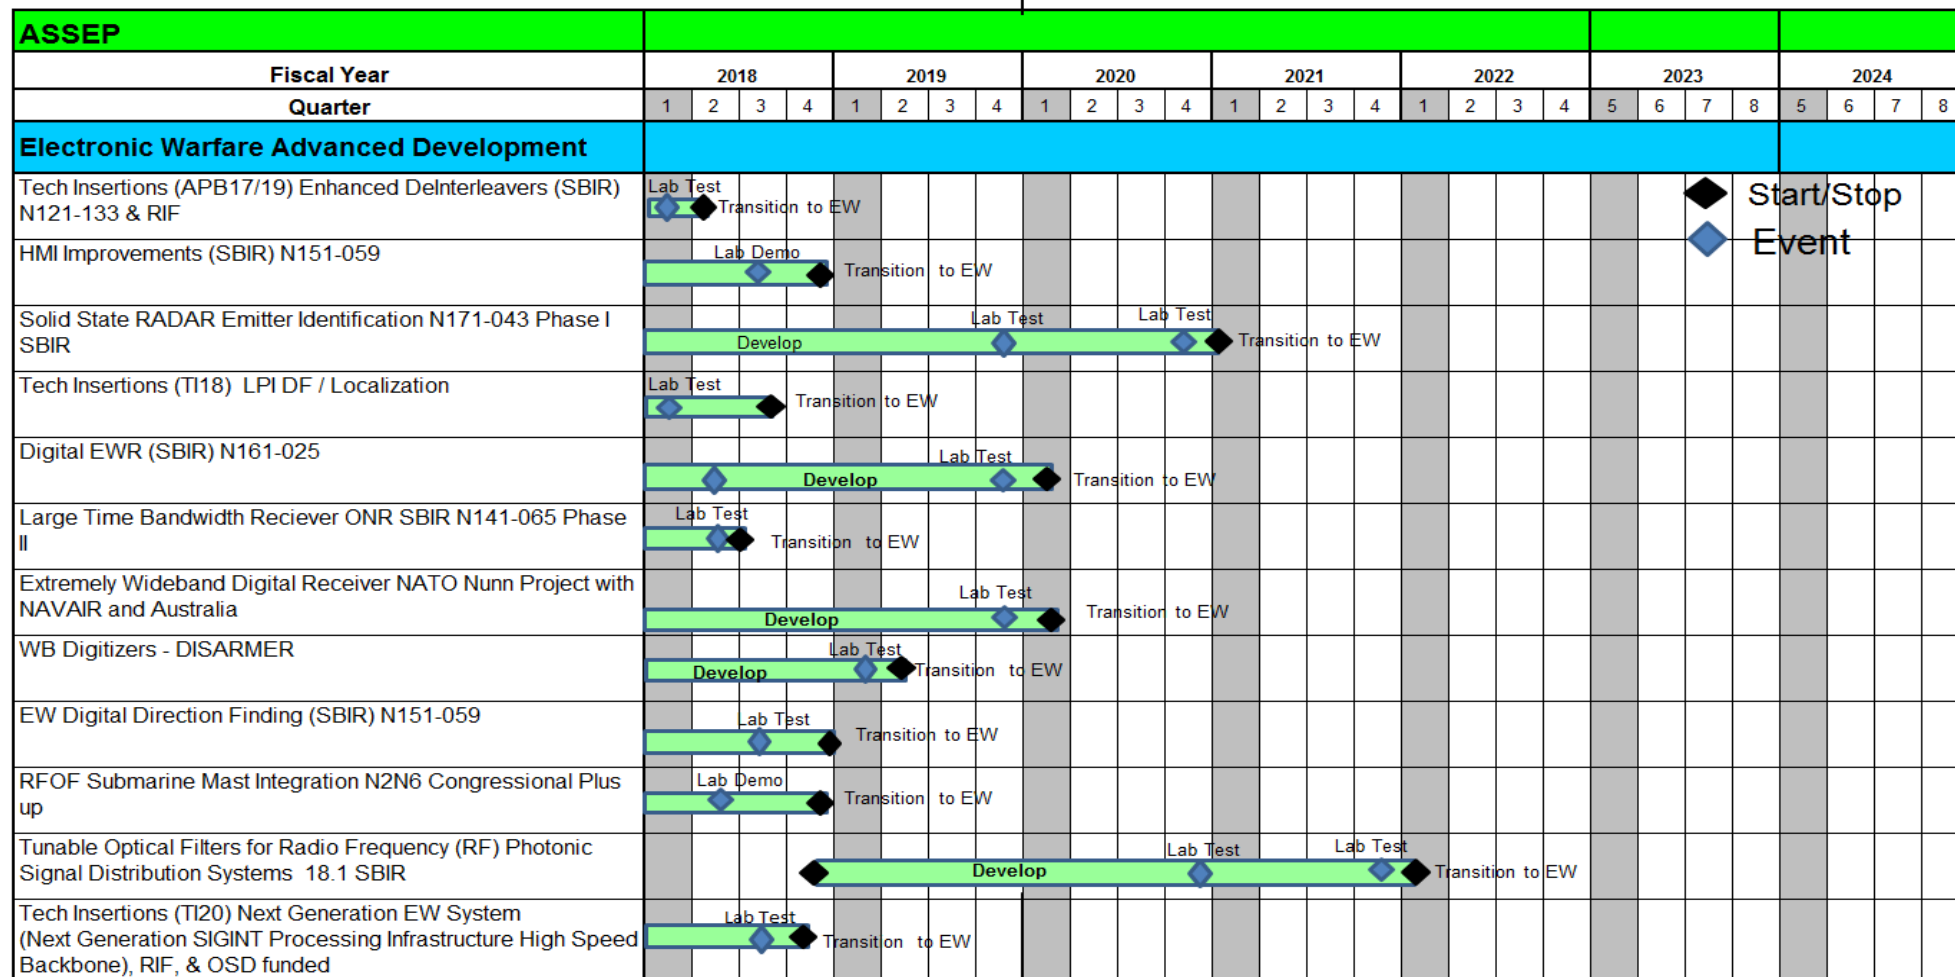 ASSEP
Fiscal Year 2018 2019 2020 2021 2022 2023 2024
Quarter 1 2 3 4 1 2 3 4 1 2 3 4 1 2 3 4 1 2 3 4 5 6 7 8 5 6 7 8
Electronic Warfare Advanced Development
Start/Stop
Event
Tech Insertions (APB17/19) Enhanced DeInterleavers (SBIR)
N121-133 & RIF
Lab Test
Transition to EW
HMI Improvements (SBIR) N151-059
Lab Demo
Transition to EW
Solid State RADAR Emitter Identification N171-043 Phase I
SBIR
Lab Test Lab Test
Develop Transition to EW
Tech Insertions (TI18) LPI DF / Localization
Lab Test
Transition to EW
Digital EWR (SBIR) N161-025
Lab Test
Develop Transition to EW
Large Time Bandwidth Reciever ONR SBIR N141-065 Phase
II
Lab Test
Transition to EW
Extremely Wideband Digital Receiver NATO Nunn Project with
NAVAIR and Australia
Lab Test
Develop Transition to EW
WB Digitizers - DISARMER
Lab Test
Develop Transition to EW
EW Digital Direction Finding (SBIR) N151-059
Lab Test
Transition to EW
RFOF Submarine Mast Integration N2N6 Congressional Plus
up
Lab Demo
Transition to EW
Tunable Optical Filters for Radio Frequency (RF) Photonic
Signal Distribution Systems 18.1 SBIR
Lab Test Lab Test
Develop Transition to EW
Tech Insertions (TI20) Next Generation EW System
(Next Generation SIGINT Processing Infrastructure High Speed
Backbone), RIF, & OSD funded
Lab Test
Transition to EW